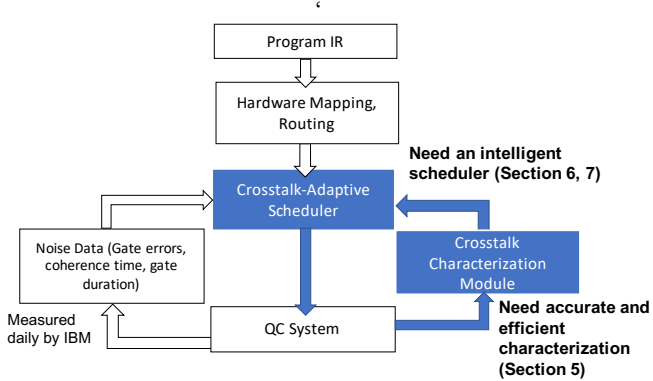 ‘
Program IR
Hardware Mapping,
Routing
Need an intelligent
scheduler (Section 6, 7)
Crosstalk-Adaptive
Scheduler
Noise Data (Gate errors,
coherence time, gate
duration)
Crosstalk
Characterization
Module
Measured
daily by IBM
QC System
Need accurate and
efficient
characterization
(Section 5)